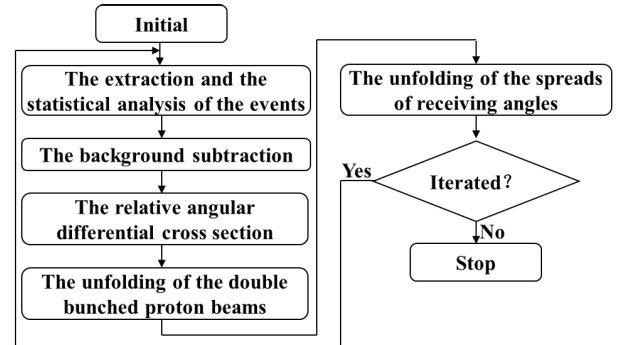 Initial
The extraction and the
statistical analysis of the events
The background subtraction
The relative angular
differential cross section
The unfolding of the double
bunched proton beams
The unfolding of the spreads
of receiving angles
Yes
Iterated？
No
Stop